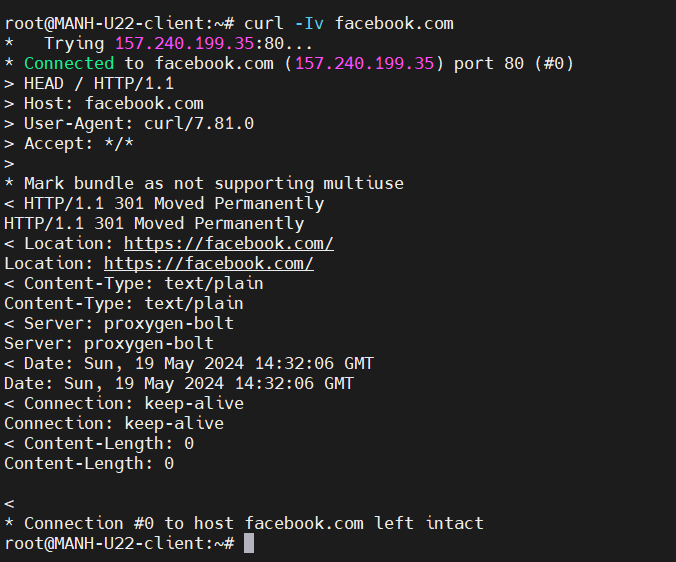 root@MANH-U22-client:~# curl -Iv facebook.com
*   Trying 157.240.199.35:80...
* Connected to facebook.com (157.240.199.35) port 80 (#0)
> HEAD / HTTP/1.1
> Host: facebook.com
> User-Agent: curl/7.81.0
> Accept: */*
>
* Mark bundle as not supporting multiuse
< HTTP/1.1 301 Moved Permanently
HTTP/1.1 301 Moved Permanently
< Location: https://facebook.com/
Location: https://facebook.com/
< Content-Type: text/plain
Content-Type: text/plain
< Server: proxygen-bolt
Server: proxygen-bolt
< Date: Sun, 19 May 2024 14:32:06 GMT
Date: Sun, 19 May 2024 14:32:06 GMT
< Connection: keep-alive
Connection: keep-alive
< Content-Length: 0
Content-Length: 0

<
* Connection #0 to host facebook.com left intact
root@MANH-U22-client:~#